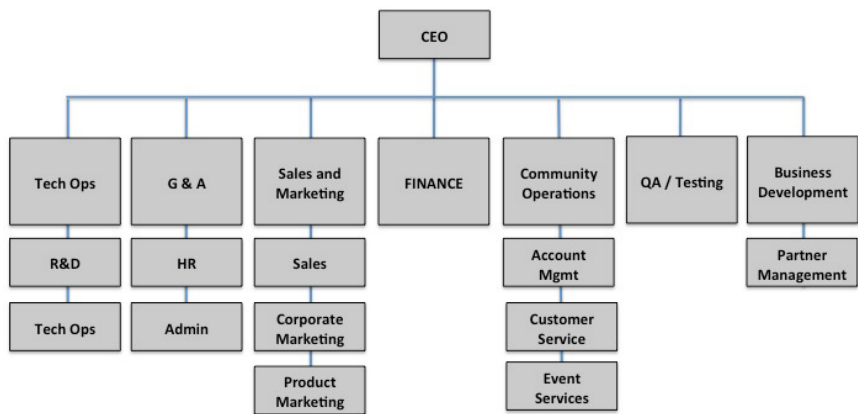 CEO
Tech Ops
G & A
Sales and
Marketing
FINANCE
Community
Operations
QA / Testing
Business
Development
R&D
HR
Sales
Account
Mgmt
Partner
Management
Tech Ops
Admin
Corporate
Marketing
Customer
Service
Product
Marketing
Event
Services